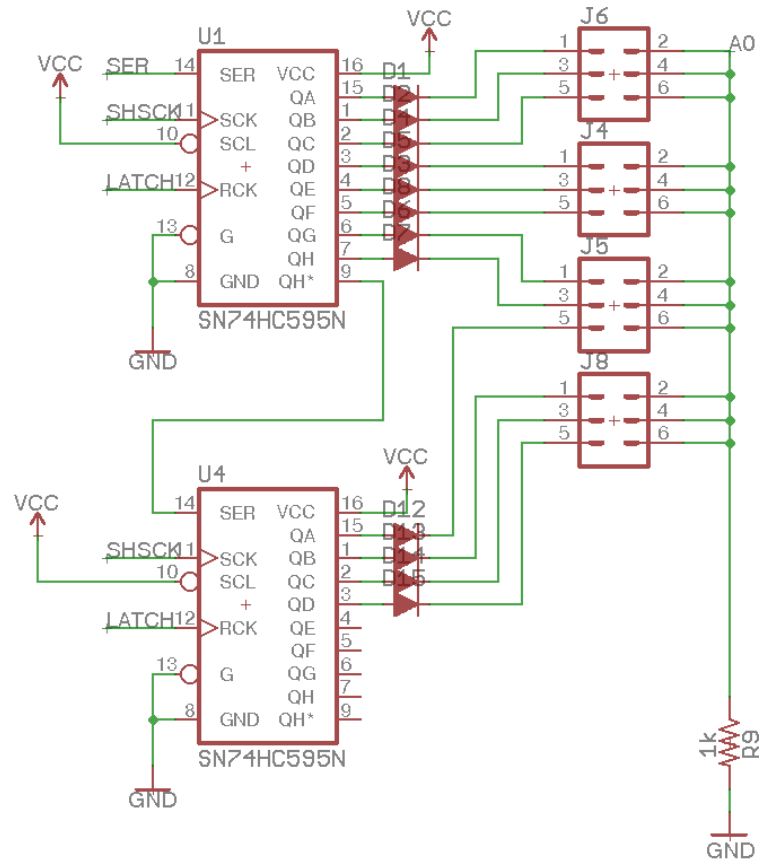 U1
VCC
VCC
J6
SER 14 SER VCC 16
D1
1 2 A0
15 QA
D2
SHSCK 11 SCK QB 1
3 4
D4
10 SCL QC 2
5 6
D5
J4
QD 3
D3
1 2
LATCH 12 RCK QE 4
D8
3 4
QF 5
D6
5 6
13 G QG 6
D7
J5
QH 7
8 GND QH* 9
1 2
3 4
SN74HC595N
5 6
GND
J8
1 2
3 4
5 6
U4
VCC
VCC
14 SER VCC 16
D12
QA 15
D13
SHSCK 11 SCK QB 1
D14
10 SCL QC 2
D15
QD 3
LATCH 12 RCK QE 4
QF 5
13 G QG 6
QH 7
8 GND QH* 9
SN74HC595N
1k
R9
GND
GND